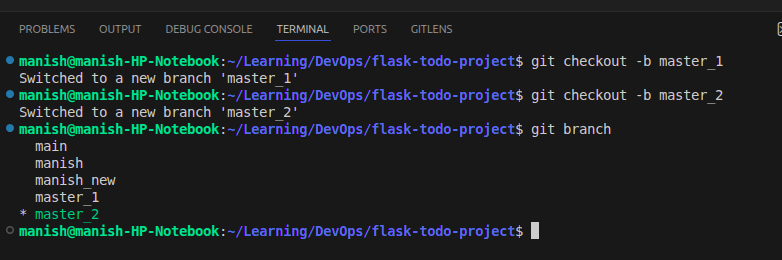 PROBLEMS OUTPUT DEBUG CONSOLE TERMINAL PORTS GITLENS
manish@manish-HP-Notebook:~/Learning/DevOps/flask-todo-project$ git checkout -b master_1
Switched to a new branch 'master_1'
manish@manish-HP-Notebook:~/Learning/DevOps/flask-todo-project$ git checkout -b master_2
Switched to a new branch 'master_2'
manish@manish-HP-Notebook:~/Learning/DevOps/flask-todo-project$ git branch
main
manish
manish_new
master_1
* master_2
manish@manish-HP-Notebook:~/Learning/DevOps/flask-todo-project$